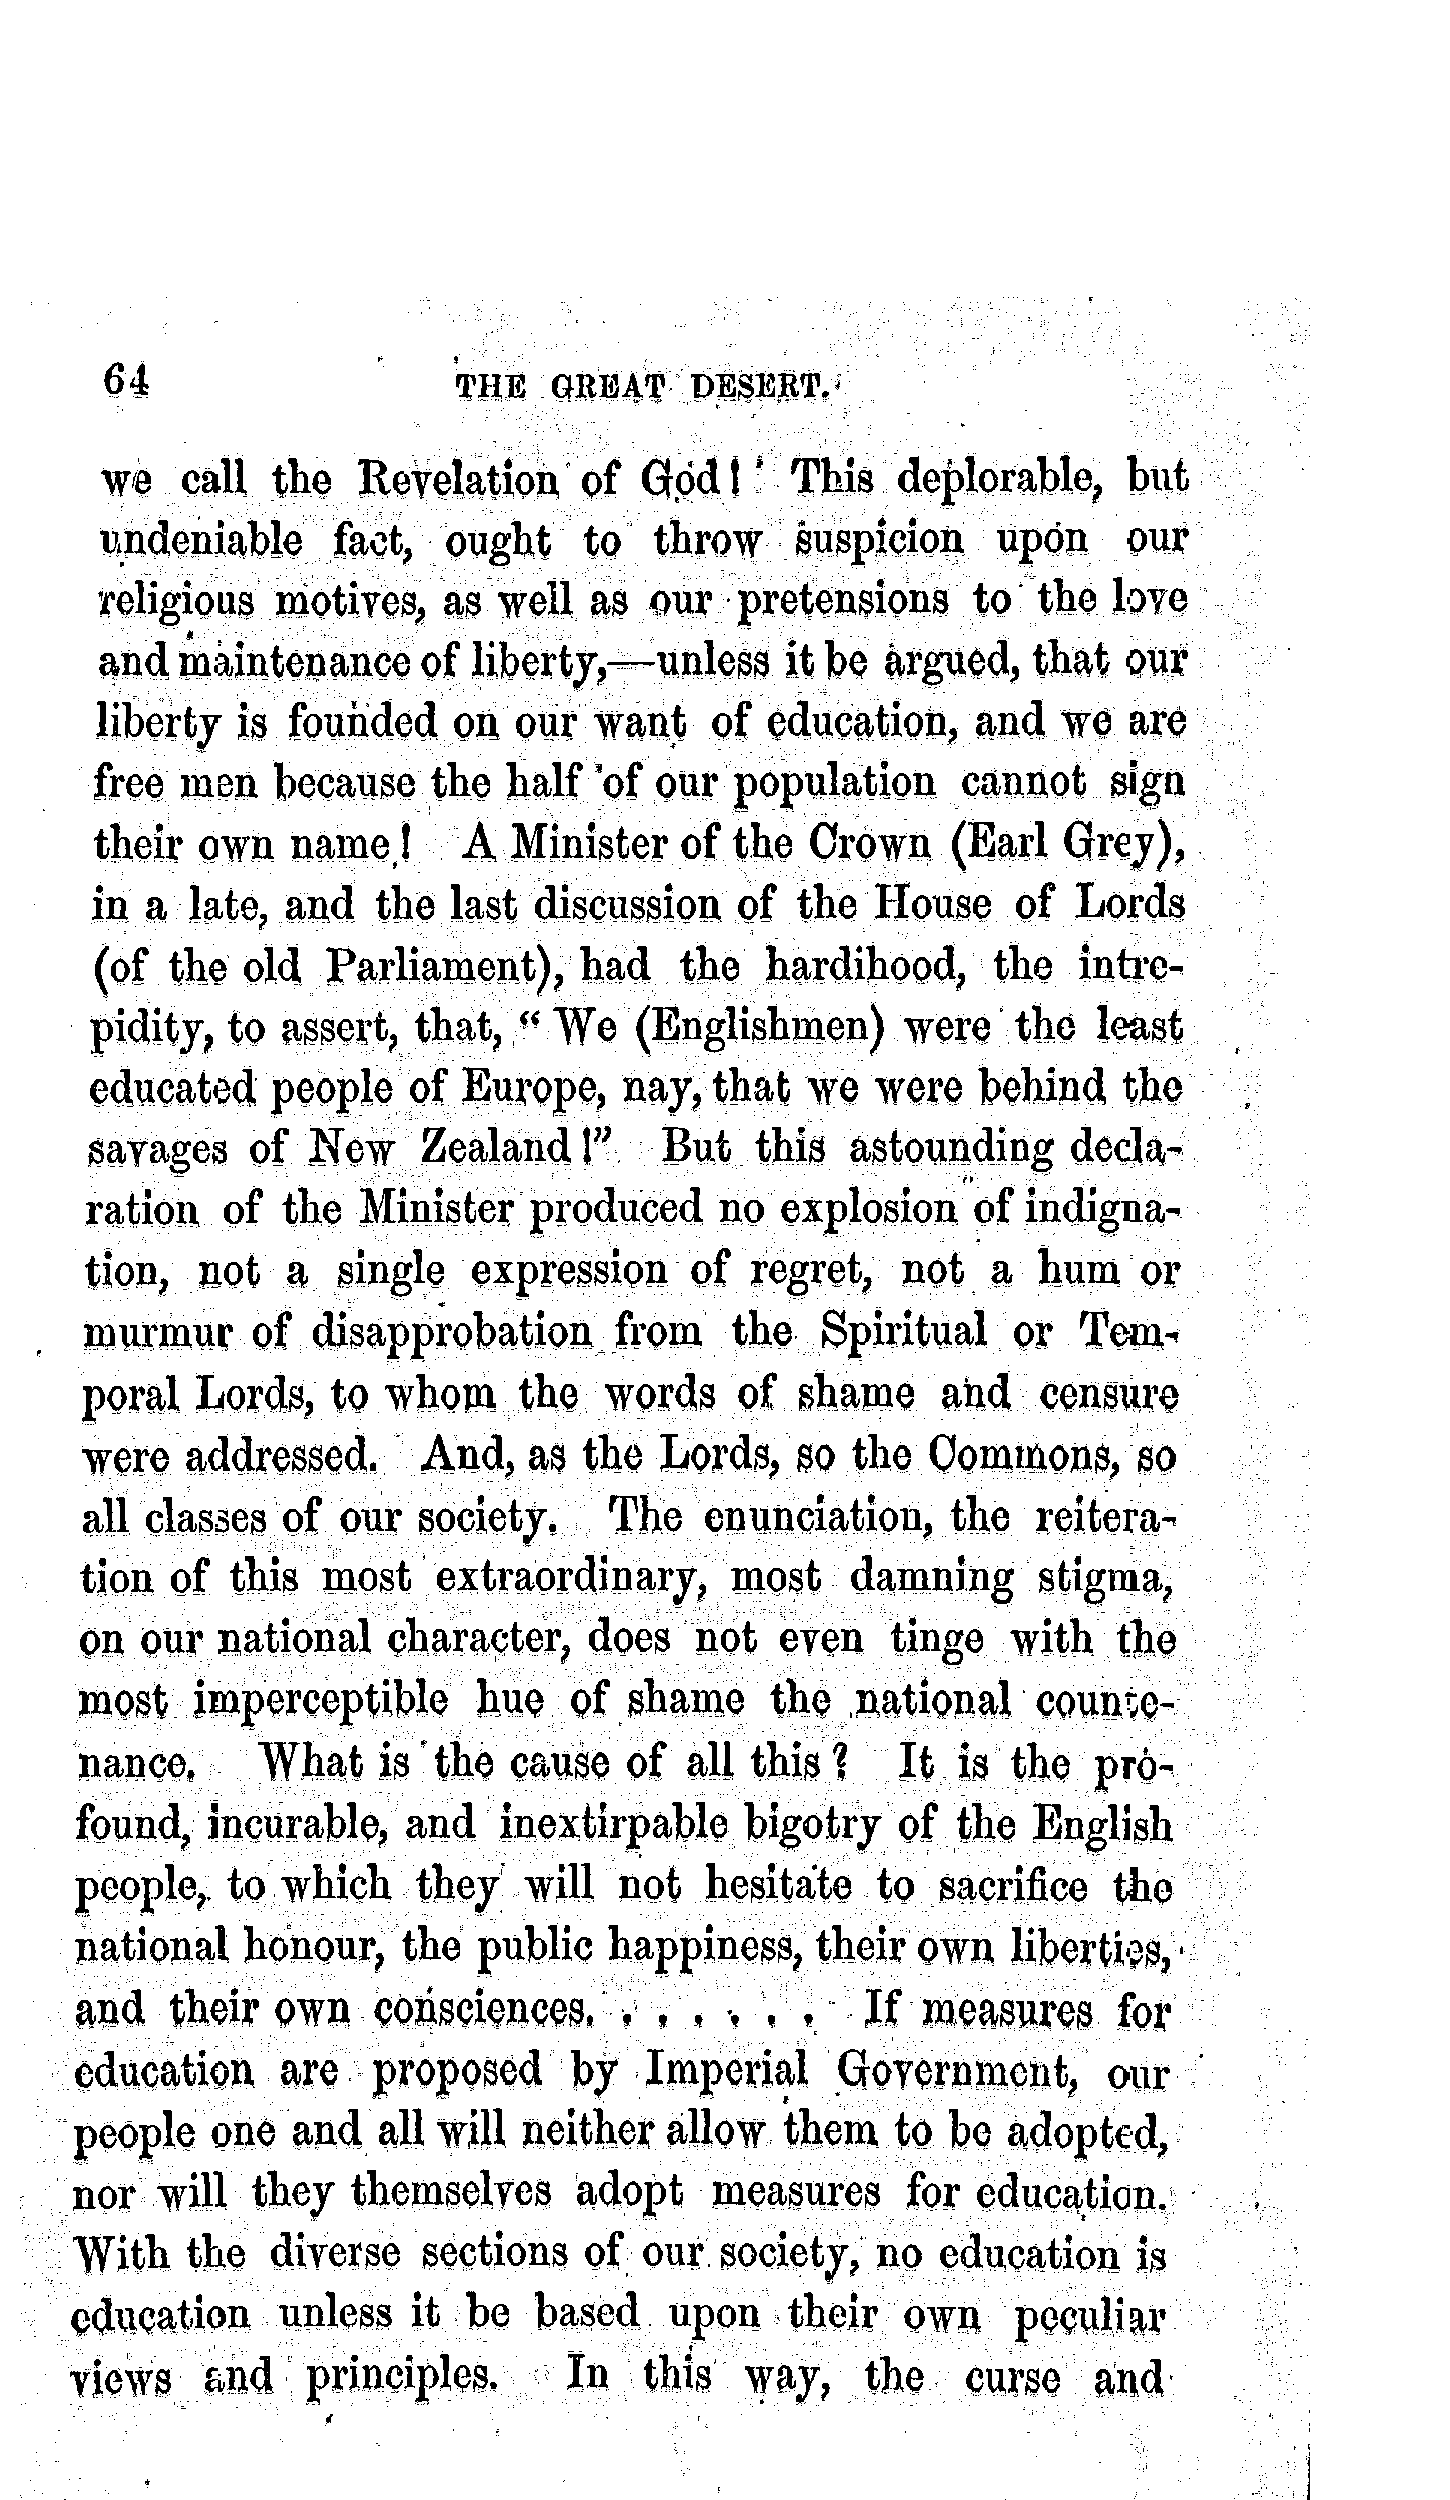 64 THE GREAT DESERT.
we call the Revelation of God! This deplorable, but
undeniable fact, ought to throw suspicion upon our
religious motives, as well as our pretensions to the love
and maintenance of liberty,—unless it be argued, that our
liberty is founded on our want of education, and we are
free men because the half of our population cannot sign
their own name! A Minister of the Crown (Earl Grey),
in a late, and the last discussion of the House of Lords
(of the old Parliament), had the hardihood, the intre-
pidity, to assert, that, "We (Englishmen) were the least
educated people of Europe, nay, that we were behind the
savages of New Zealand!" But this astounding decla-
ration of the Minister produced no explosion of indigna-
tion, not a single expression of regret, not a hum or
murmur of disapprobation from the Spiritual or Tem-
poral Lords, to whom the words of shame and censure
were addressed. And, as the Lords, so the Commons, so
all classes of our society. The enunciation, the reitera-
tion of this most extraordinary, most damning stigma,
on our national character, does not even tinge with the
most imperceptible hue of shame the national counte-
nance. What is the cause of all this? It is the pro-
found, incurable, and inextirpable bigotry of the English
people, to which they will not hesitate to sacrifice the
national honour, the public happiness, their own liberties,
and their own consciences. . . . . . . If measures for
education are proposed by Imperial Government, our
people one and all will neither allow them to be adopted,
nor will they themselves adopt measures for education.
With the diverse sections of our society, no education is
education unless it be based upon their own peculiar
views and principles. In this way, the curse and